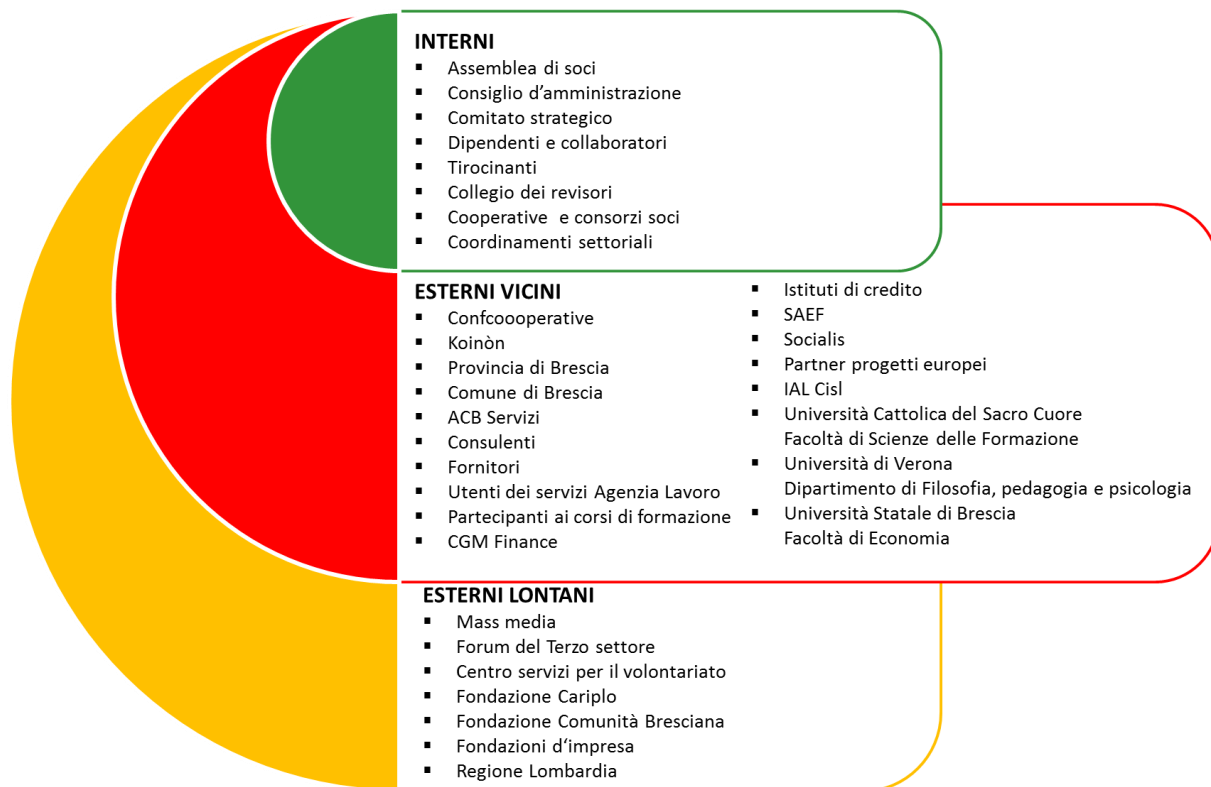 INTERNI
▪ Assemblea di soci
▪ Consiglio d’amministrazione
▪ Comitato strategico
▪ Dipendenti e collaboratori
▪ Tirocinanti
▪ Collegio dei revisori
▪ Cooperative e consorzi soci
▪ Coordinamenti settoriali
ESTERNI VICINI
▪ Confcoooperative
▪ Koinòn
▪ Provincia di Brescia
▪ Comune di Brescia
▪ ACB Servizi
▪ Consulenti
▪ Fornitori
▪ Utenti dei servizi Agenzia Lavoro
▪ Partecipanti ai corsi di formazione
▪ CGM Finance
▪ Istituti di credito
▪ SAEF
▪ Socialis
▪ Partner progetti europei
▪ IAL Cisl
▪ Università Cattolica del Sacro Cuore
Facoltà di Scienze delle Formazione
▪ Università di Verona
Dipartimento di Filosofia, pedagogia e psicologia
▪ Università Statale di Brescia
Facoltà di Economia
ESTERNI LONTANI
▪ Mass media
▪ Forum del Terzo settore
▪ Centro servizi per il volontariato
▪ Fondazione Cariplo
▪ Fondazione Comunità Bresciana
▪ Fondazioni d‘impresa
▪ Regione Lombardia